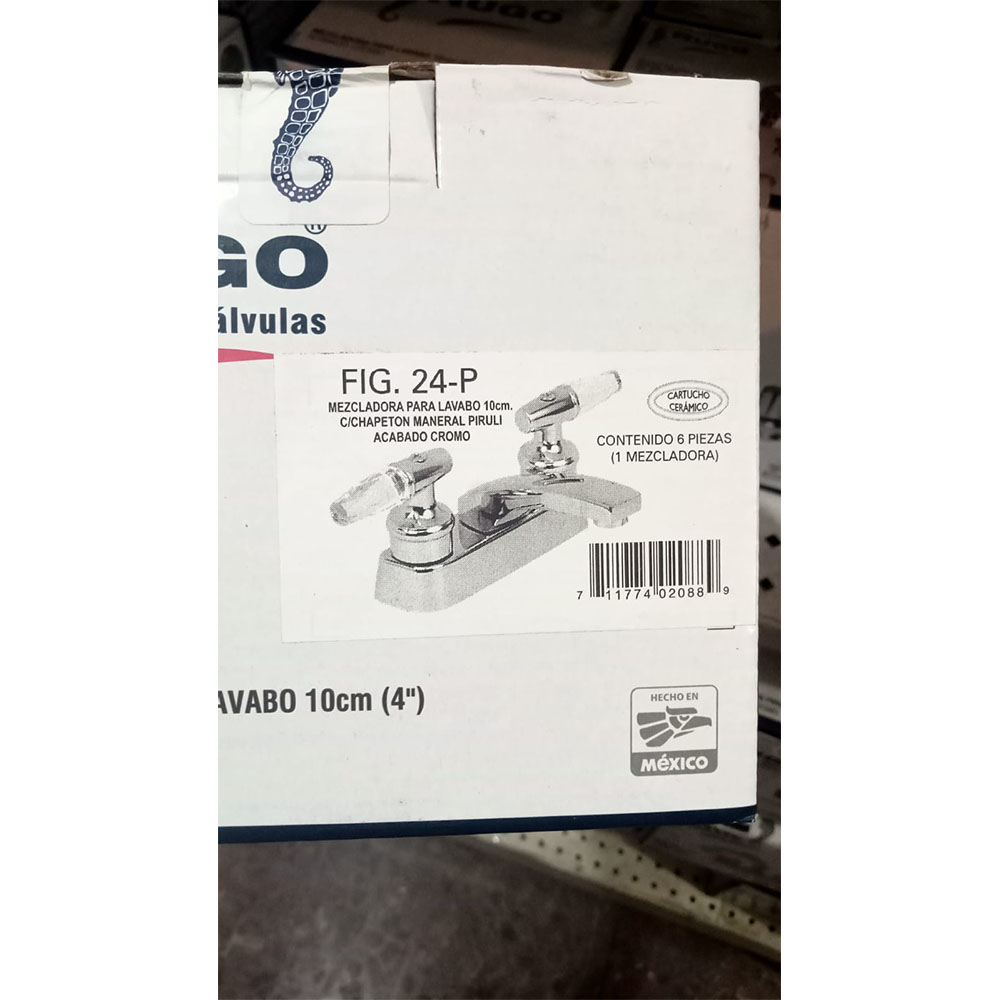 UGO
GO®
álvulas
FIG. 24-P
MEZCLADORA PARA LAVABO 10cm.
C/CHAPETON MANERAL PIRULI
ACABADO CROMO
CARTUCHO
CERÁMICO
CONTENIDO 6 PIEZAS
(1 MEZCLADORA)
7 11774 02088 9
AVABO 10cm (4")
HECHO EN
MéXICO